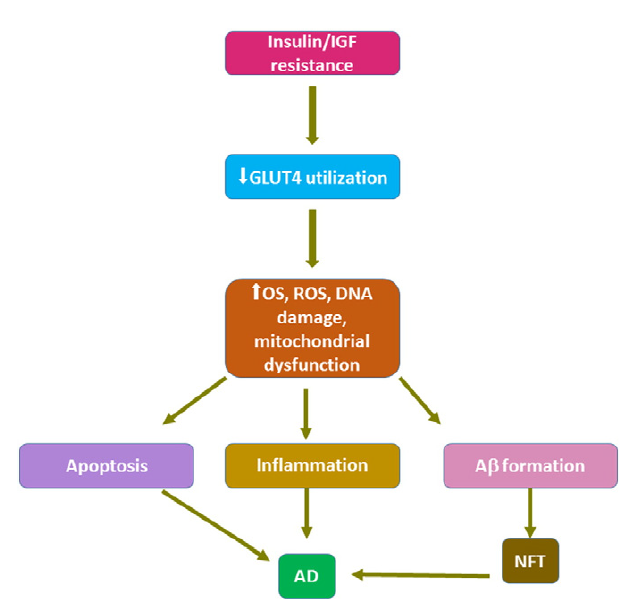 Insulin/IGF
resistance
⬇GLUT4 utilization
⬆OS, ROS, DNA
damage,
mitochondrial
dysfunction
Apoptosis
Inflammation
Aβ formation
NFT
AD